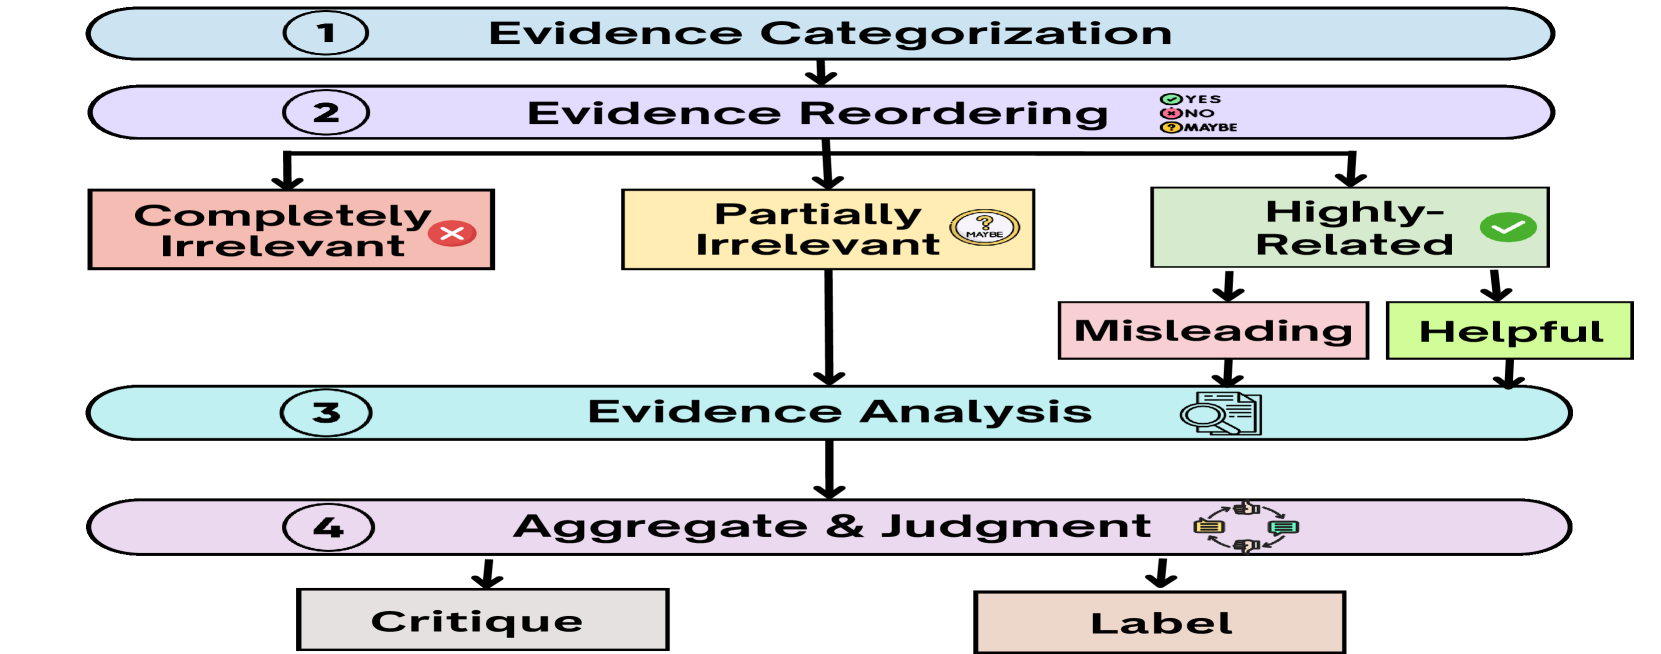 1 Evidence Categorization
2 Evidence Reordering
YES
NO
MAYBE
Completely
Irrelevant
Partially
Irrelevant
MAYBE
Highly-
Related
Misleading
Helpful
3 Evidence Analysis
4 Aggregate & Judgment
Critique
Label